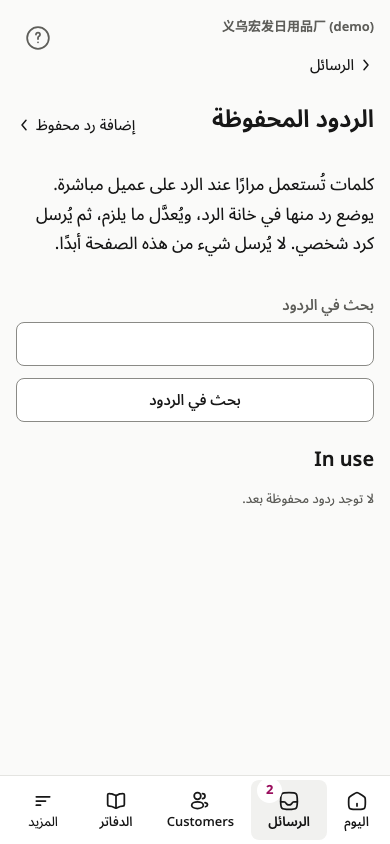 义乌宏发日用品厂 (demo)
الرسائل
الردود المحفوظة
إضافة رد محفوظ
كلمات تُستعمل مرارًا عند الرد على عميل مباشرة.
يوضع رد منها في خانة الرد، ويُعدَّل ما يلزم، ثم يُرسل
كرد شخصي. لا يُرسل شيء من هذه الصفحة أبدًا.
بحث في الردود
بحث في الردود
In use
لا توجد ردود محفوظة بعد.
اليوم
2
الرسائل
Customers
الدفاتر
المزيد